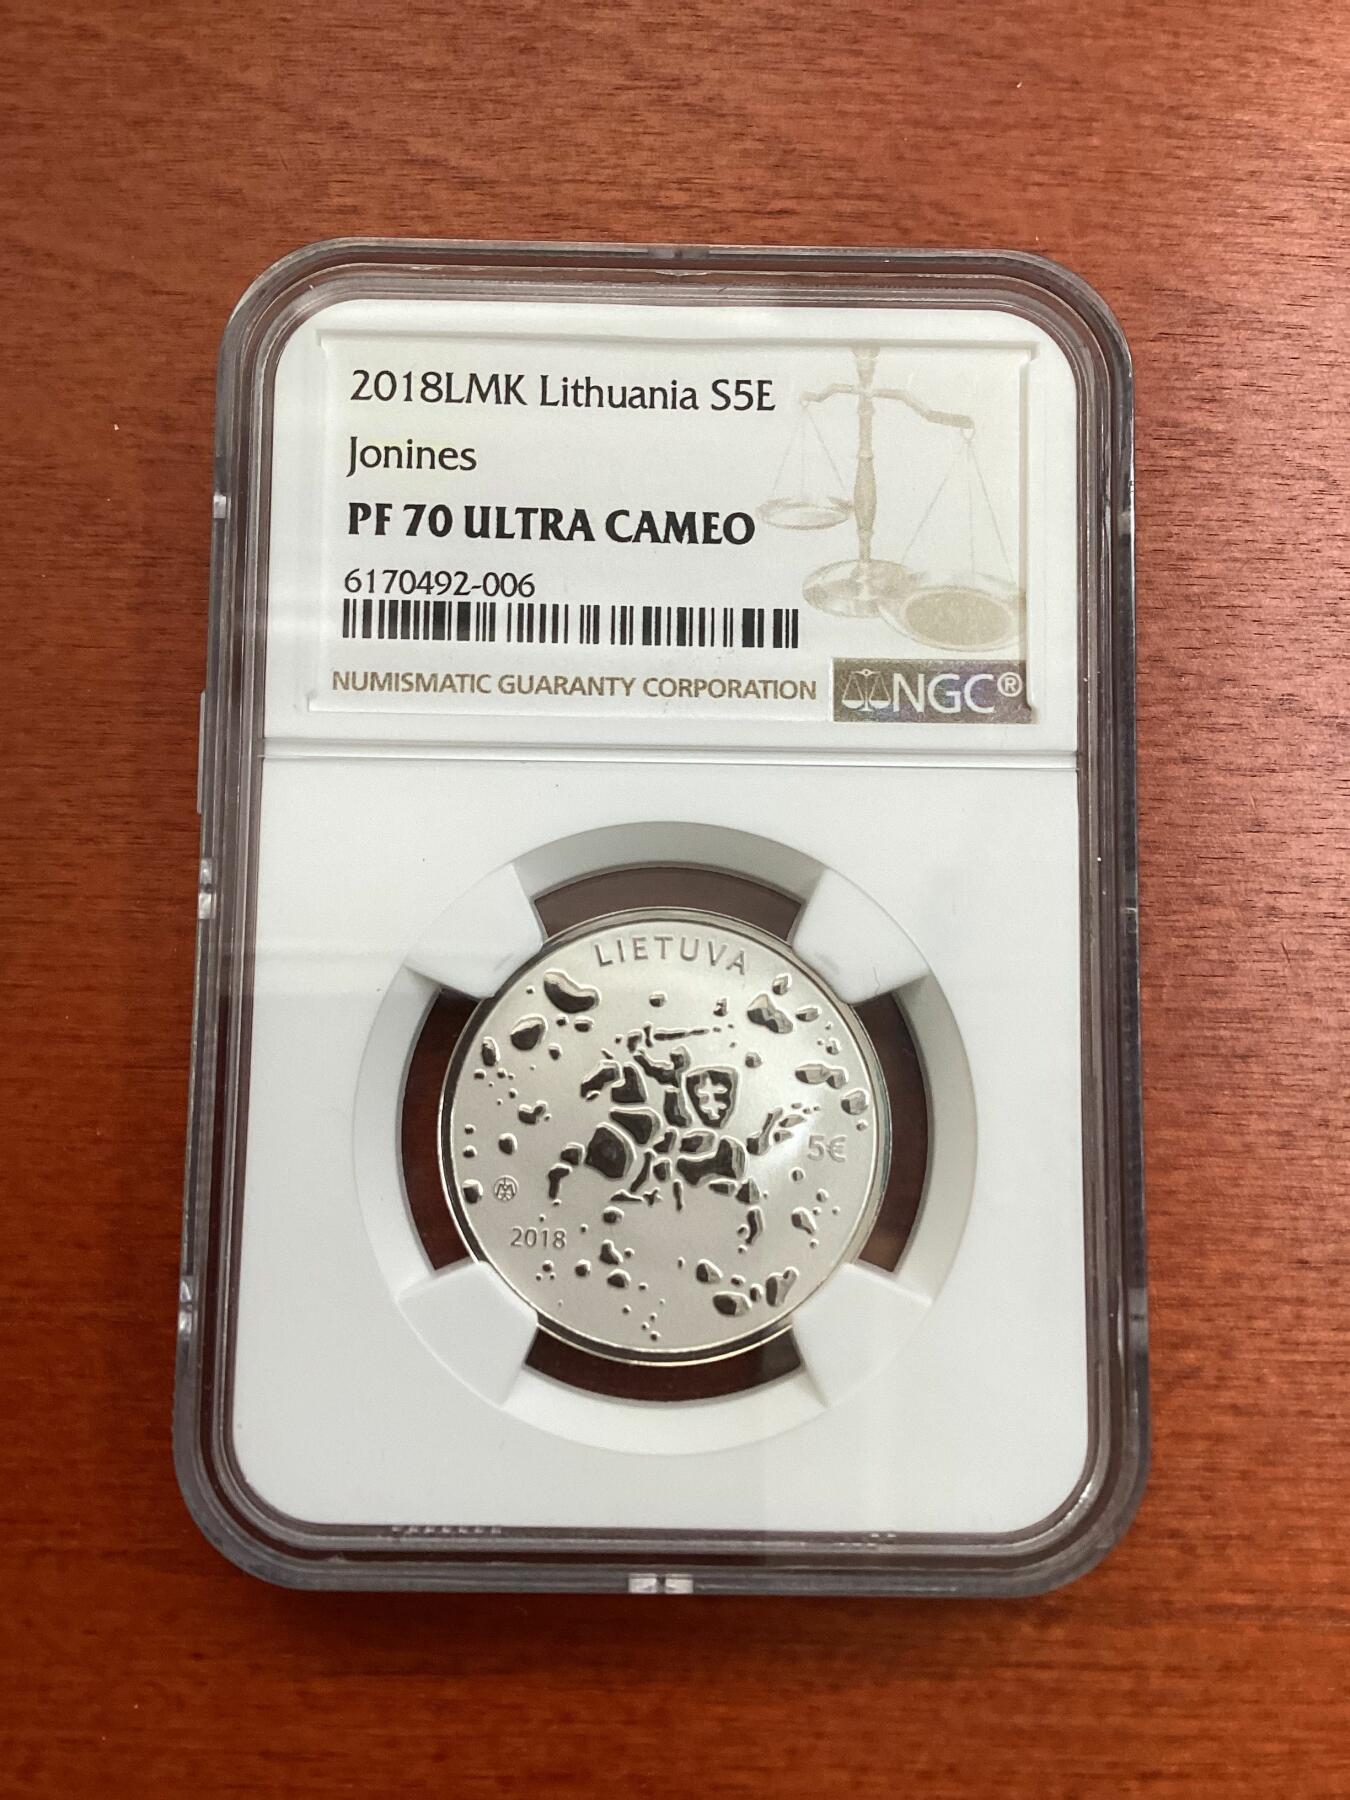 2018LMK Lithuania S5E
Jonines
PF 70 ULTRA CAMEO
6170492-006
NUMISMATIC GUARANTY CORPORATION
NGC®
LIETUVA
5€
2018